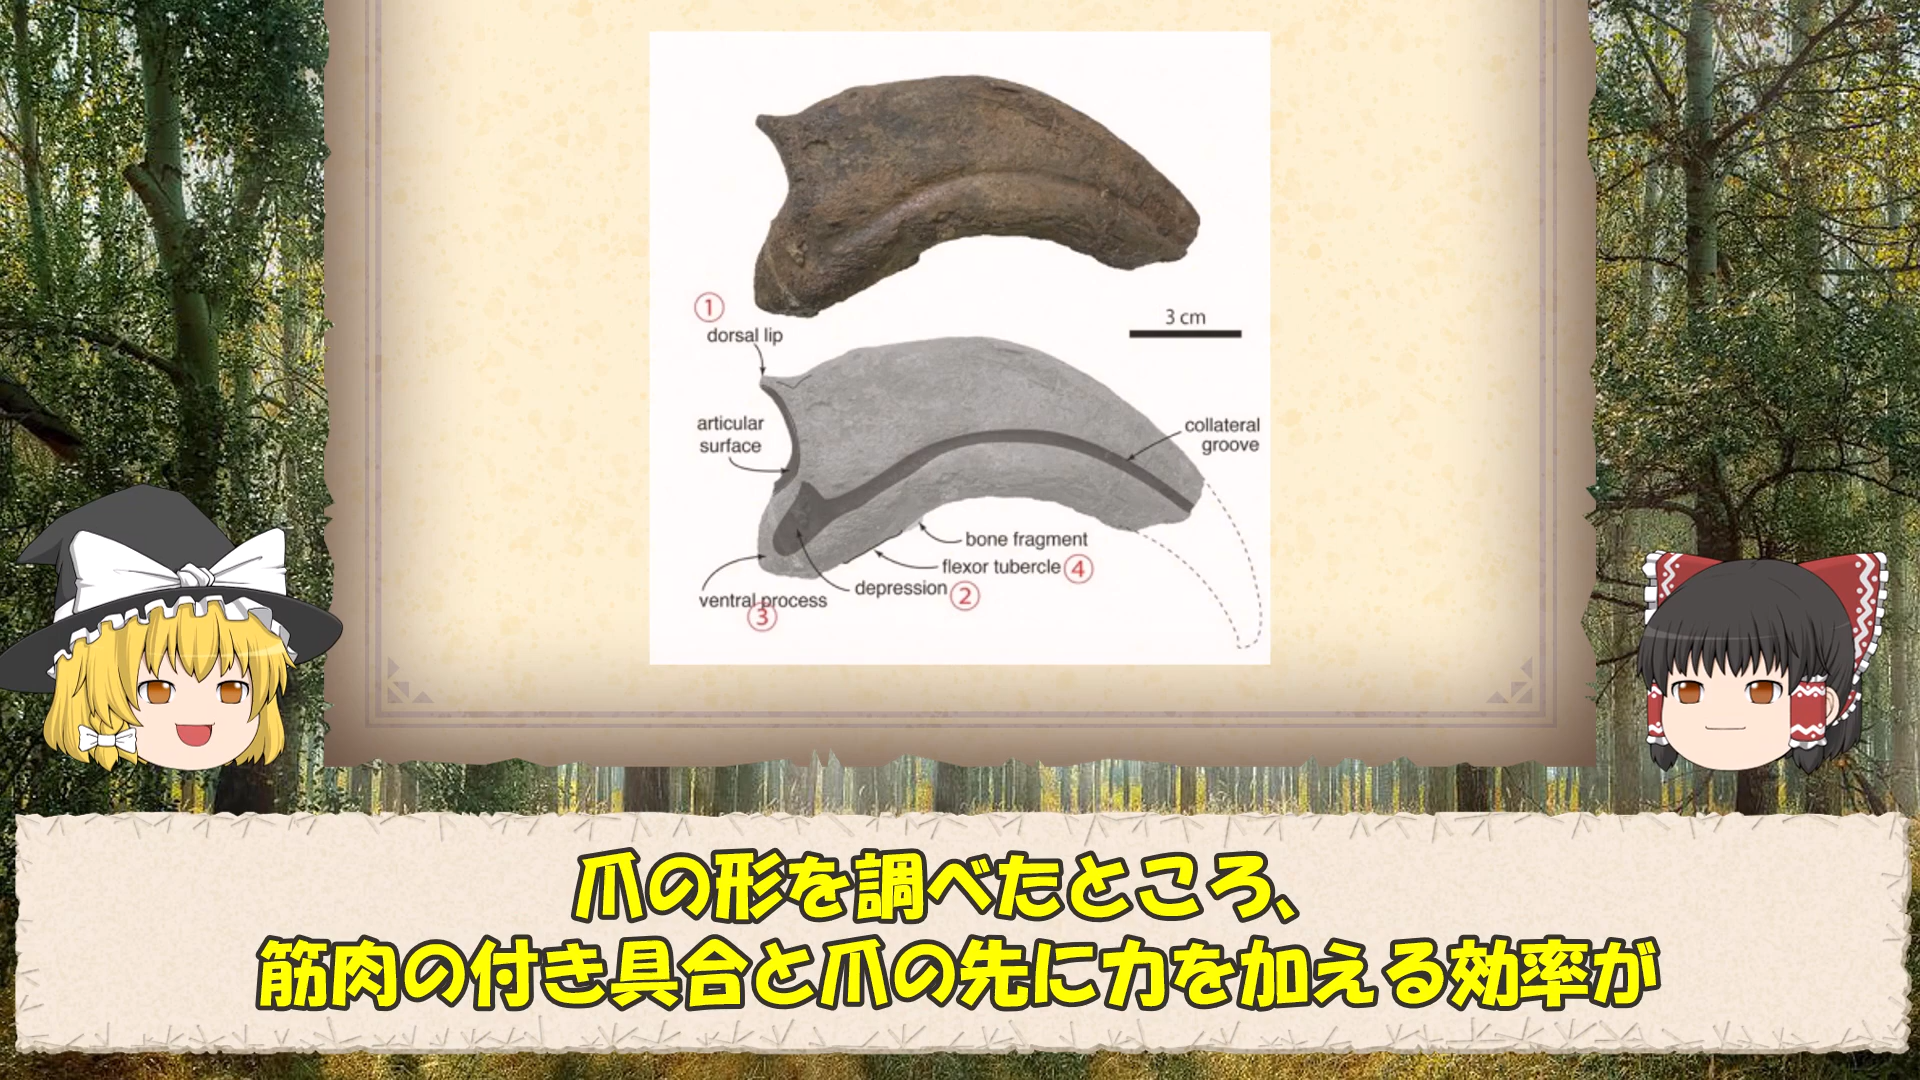 ①
dorsal lip
3 cm
articular
surface
collateral
groove
bone fragment
flexor tubercle ④
depression ②
ventral process
③
爪の形を調べたところ、
筋肉の付き具合と爪の先に力を加える効率が